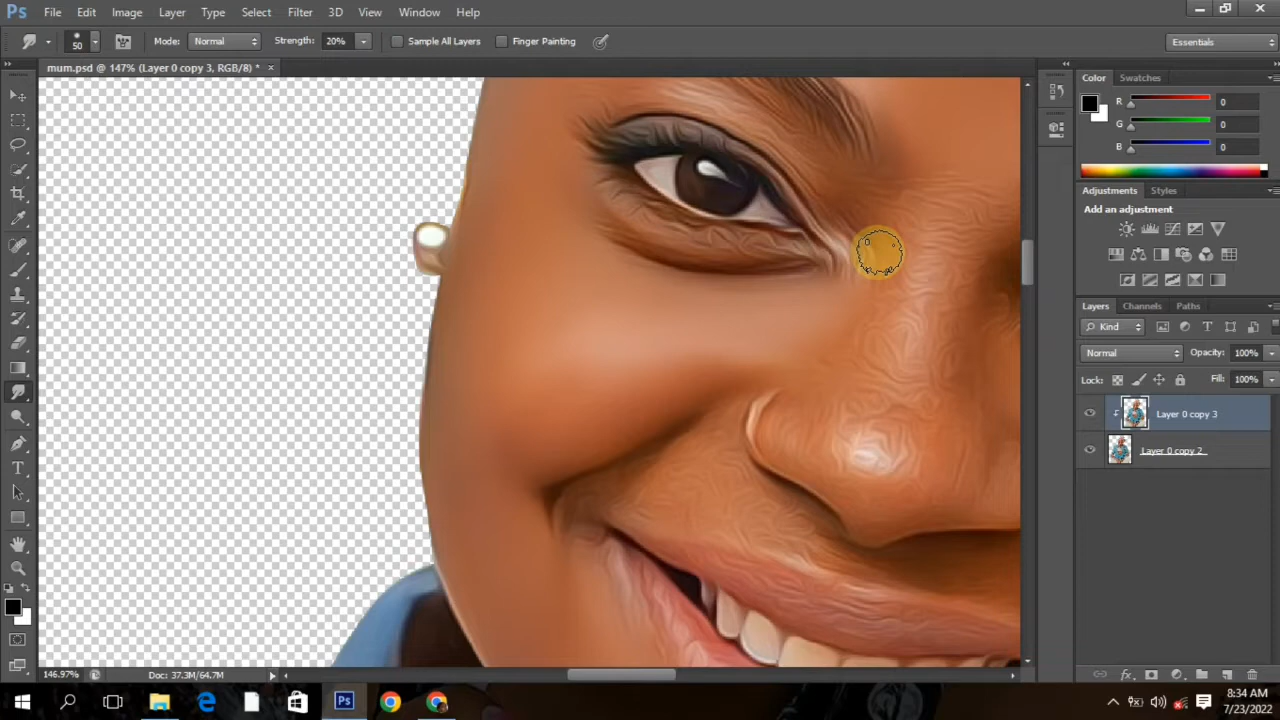 Ps File Edit Image Layer Type Select Filter 3D View Window Help
50 Mode: Normal Strength: 20% Sample All Layers Finger Painting Essentials
mum.psd @ 147% (Layer 0 copy 3, RGB/8) * ×
Color Swatches
R 0
G 0
B 0
Adjustments Styles
Add an adjustment
Layers Channels Paths
Kind
Normal Opacity: 100%
Lock: Fill: 100%
Layer 0 copy 3
Layer 0 copy 2
146.97% Doc: 37.3M/64.7M
Ps 8:34 AM
7/23/2022